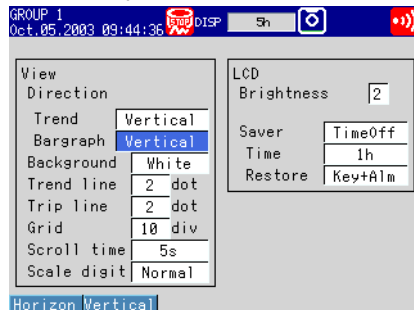 GROUP 1
Oct.05.2003 09:44:36 STOP DISP 5h
View
Direction
Trend Vertical
Bargraph Vertical
Background White
Trend line 2 dot
Trip line 2 dot
Grid 10 div
Scroll time 5s
Scale digit Normal
LCD
Brightness 2
Saver TimeOff
Time 1h
Restore Key+Alm
Horizon Vertical